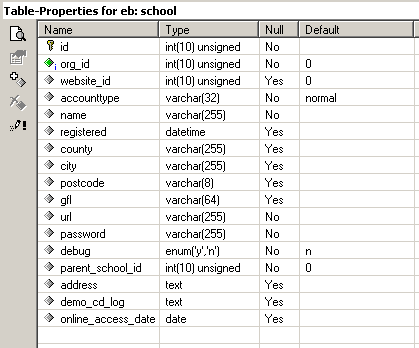 Table-Properties for eb: school
Name Type Null Default
id int(10) unsigned No
org_id int(10) unsigned No 0
website_id int(10) unsigned Yes 0
accounttype varchar(32) No normal
name varchar(255) No
registered datetime Yes
county varchar(255) Yes
city varchar(255) Yes
postcode varchar(8) Yes
gfl varchar(64) Yes
url varchar(255) No
password varchar(255) No
debug enum('y','n') No n
parent_school_id int(10) unsigned No 0
address text Yes
demo_cd_log text Yes
online_access_date date Yes